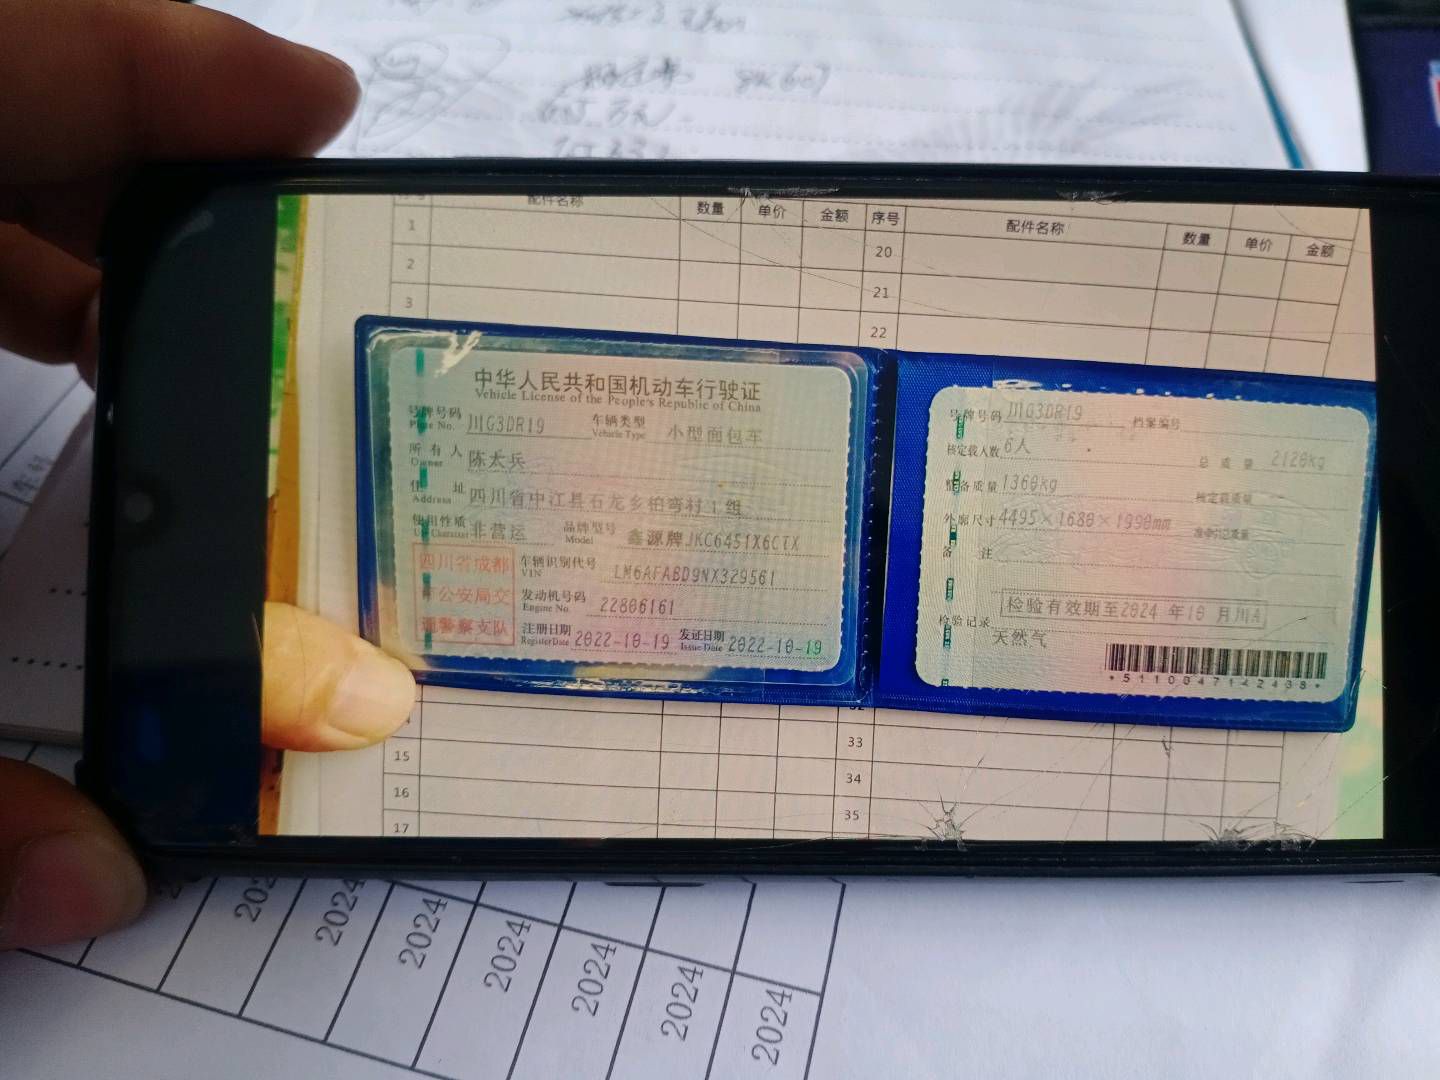 配件名称 数量 单价 金额 序号 配件名称 数量 单价 金额
1 20
2 21
3 22
中华人民共和国机动车行驶证
Vehicle License of the People's Republic of China
号牌号码 川G3DR19 车辆类型 小型面包车
Plate No. Vehicle Type
所有人 陈太兵
Owner
住址 四川省中江县石龙乡柏弯村1组
Address
使用性质 非营运 品牌型号 鑫源牌JKC6451X6CTX
Use Character Model
四川省成都
市公安局交
通警察支队
车辆识别代号 LM6AFABD9NX329561
VIN
发动机号码 22806161
Engine No.
注册日期 2022-10-19 发证日期 2022-10-19
Register Date Issue Date
号牌号码 川G3DR19 档案编号
核定载人数 6人 总质量 2120kg
整备质量 1360kg 核定载质量
外廓尺寸 4495×1680×1990mm 准牵引总质量
备注
检验有效期至2024年10月川A
检验记录
天然气
*5110047142438*
33
15 34
16 35
17
2024
2024
2024
2024
2024
2024
2024